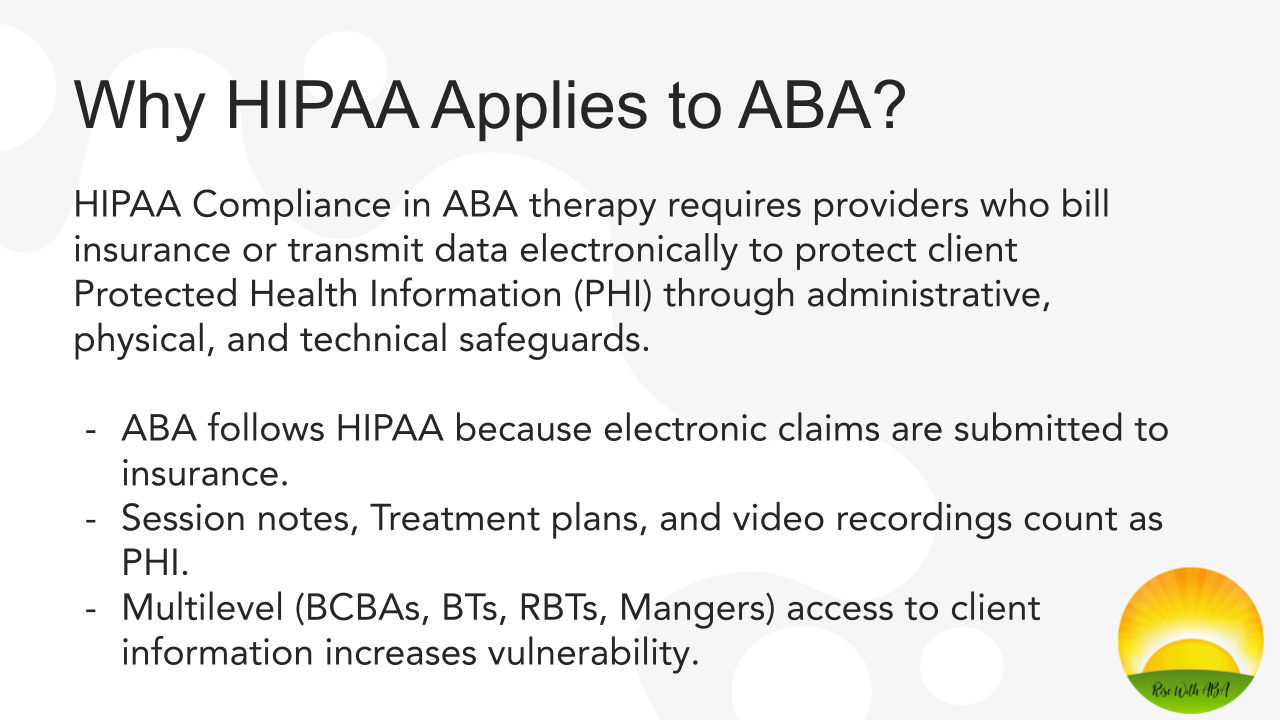 Why HIPAA Applies to ABA?
HIPAA Compliance in ABA therapy requires providers who bill
insurance or transmit data electronically to protect client
Protected Health Information (PHI) through administrative,
physical, and technical safeguards.
- ABA follows HIPAA because electronic claims are submitted to
insurance.
- Session notes, Treatment plans, and video recordings count as
PHI.
- Multilevel (BCBAs, BTs, RBTs, Mangers) access to client
information increases vulnerability.
Rise With ABA